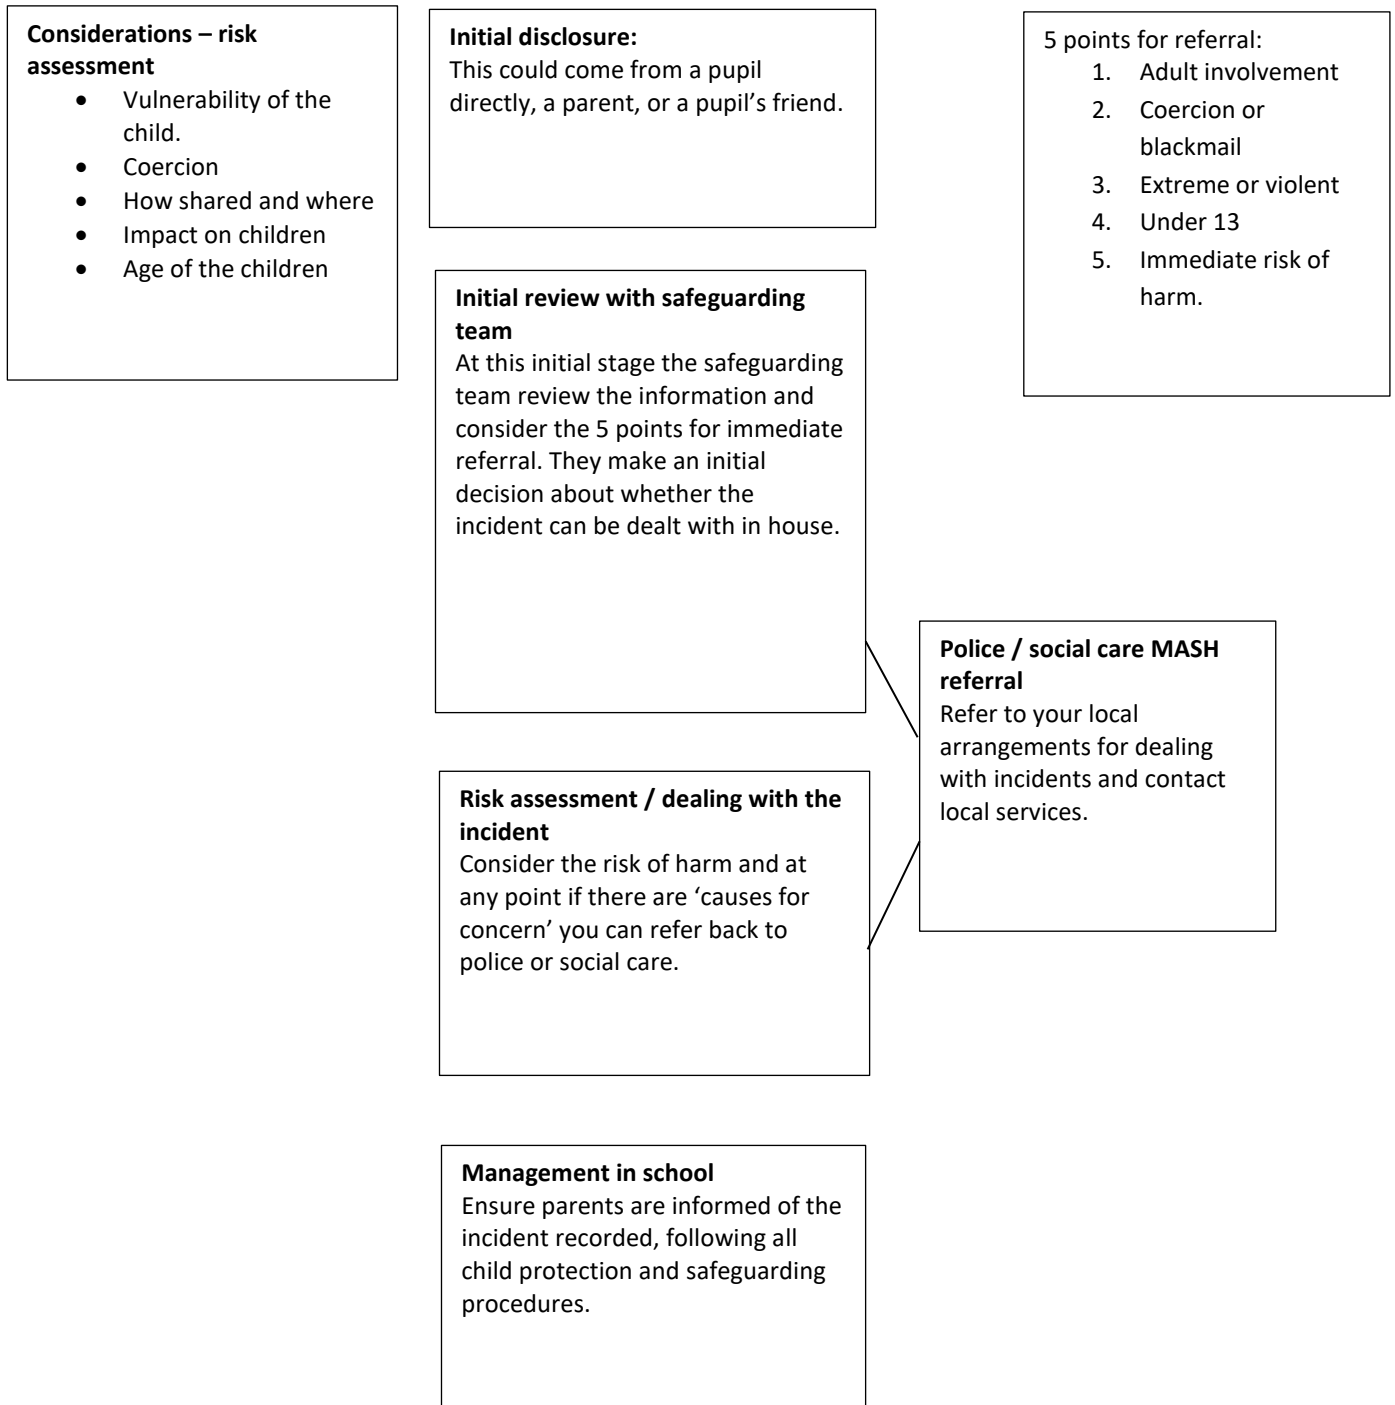 Considerations – risk
assessment
• Vulnerability of the
child.
• Coercion
• How shared and where
• Impact on children
• Age of the children
Initial disclosure:
This could come from a pupil
directly, a parent, or a pupil’s friend.
5 points for referral:
1. Adult involvement
2. Coercion or
blackmail
3. Extreme or violent
4. Under 13
5. Immediate risk of
harm.
Initial review with safeguarding
team
At this initial stage the safeguarding
team review the information and
consider the 5 points for immediate
referral. They make an initial
decision about whether the
incident can be dealt with in house.
Police / social care MASH
referral
Refer to your local
arrangements for dealing
with incidents and contact
local services.
Risk assessment / dealing with the
incident
Consider the risk of harm and at
any point if there are ‘causes for
concern’ you can refer back to
police or social care.
Management in school
Ensure parents are informed of the
incident recorded, following all
child protection and safeguarding
procedures.